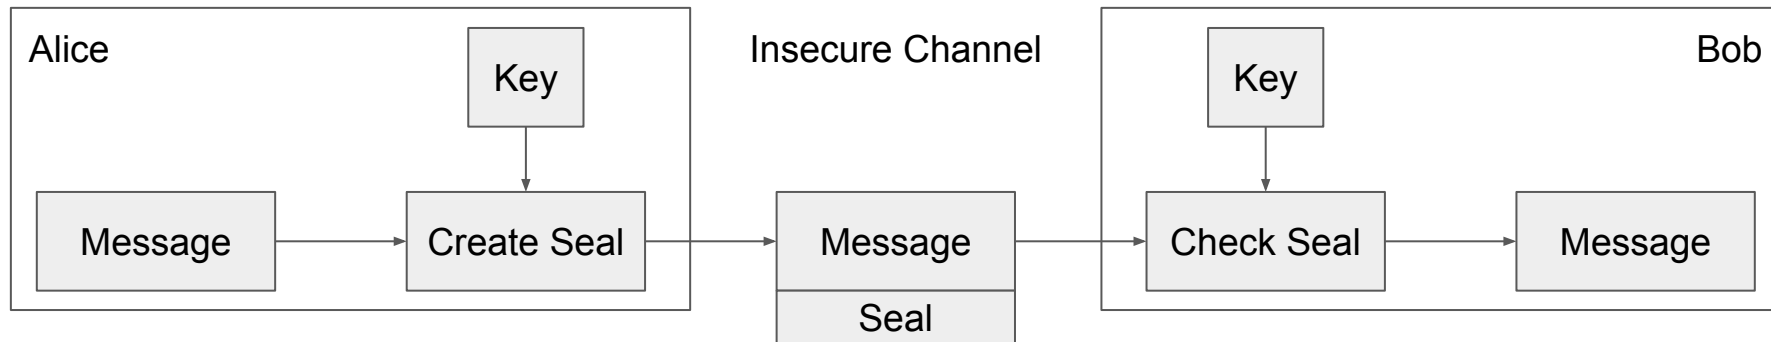 Alice
Key
Insecure Channel
Key
Bob
Message
Create Seal
Message
Check Seal
Message
Seal